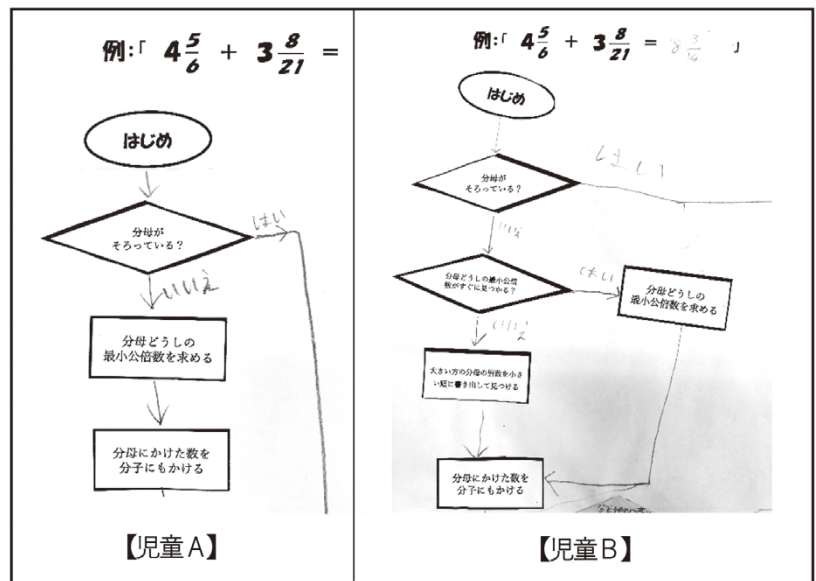 例:「 4 5/6 + 3 8/21 =
はじめ
分母が
そろっている?
はい
いいえ
分母どうしの
最小公倍数を求める
分母にかけた数を
分子にもかける
【児童A】
例:「 4 5/6 + 3 8/21 = 」
はじめ
分母が
そろっている?
はい
いいえ
分母どうしの最小公倍
数がすぐに見つかる?
はい
分母どうしの
最小公倍数を求める
いいえ
大さい方の分母の倍数を小さ
い順に書き出して見つける
分母にかけた数を
分子にもかける
【児童B】